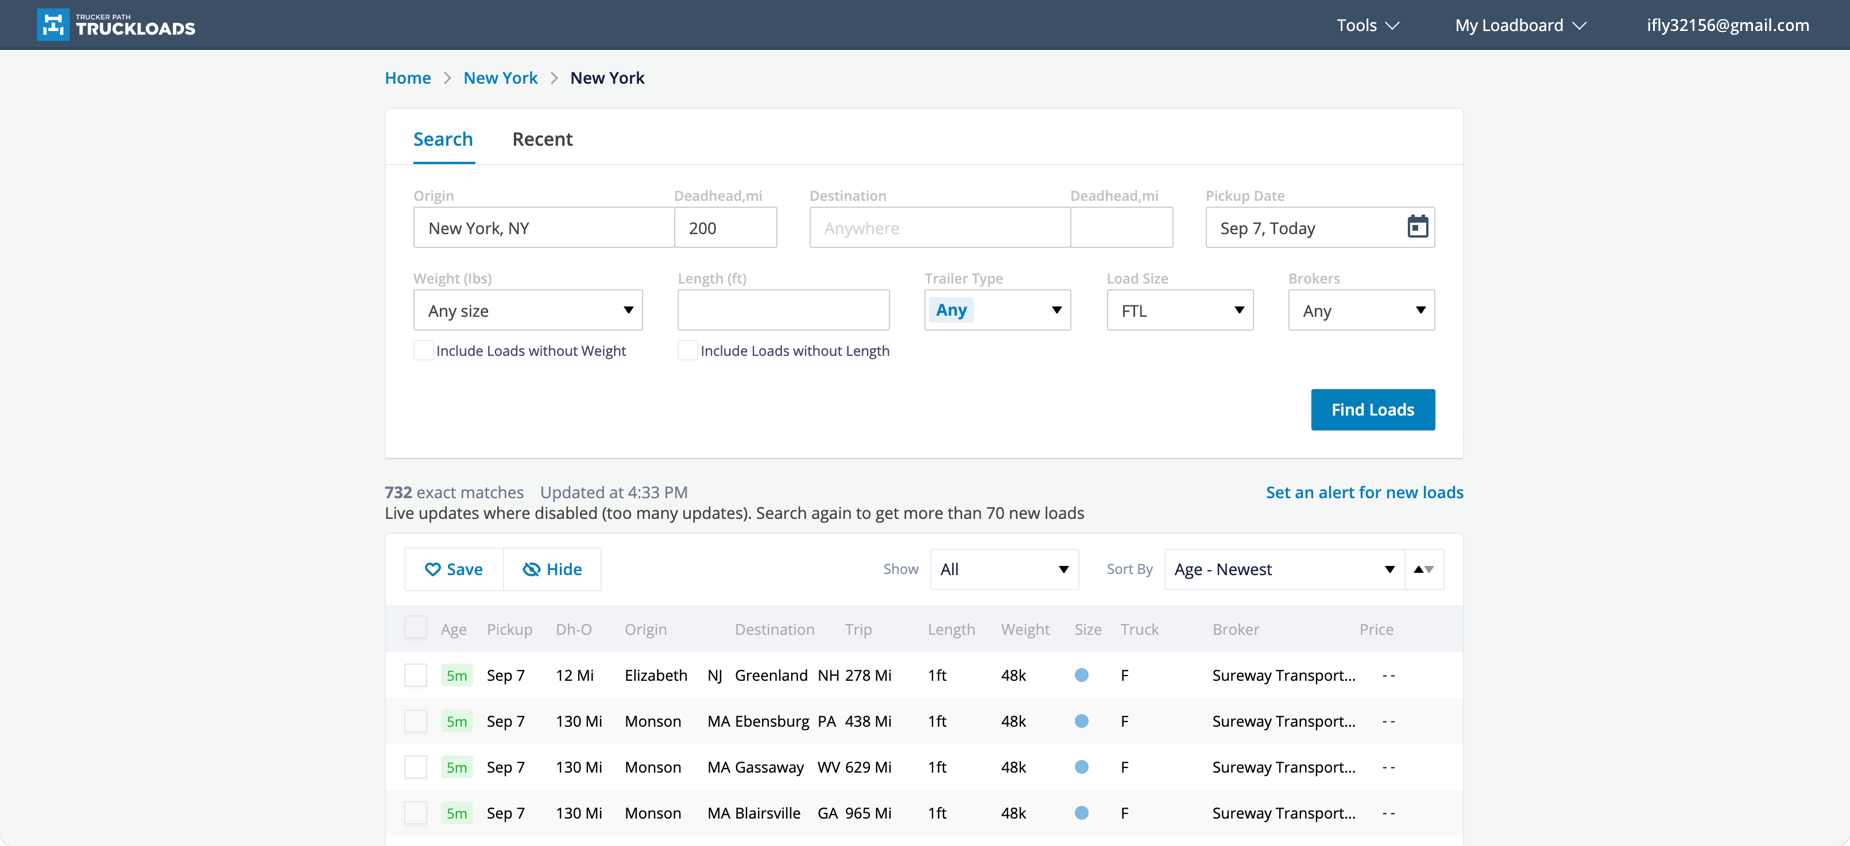 TRUCKER PATH
TRUCKLOADS
Tools
My Loadboard
ifly32156@gmail.com
Home > New York > New York
Search Recent
Origin Deadhead,mi Destination Deadhead,mi Pickup Date
New York, NY 200 Anywhere Sep 7, Today
Weight (lbs) Length (ft) Trailer Type Load Size Brokers
Any size Any FTL Any
Include Loads without Weight Include Loads without Length
Find Loads
732 exact matches Updated at 4:33 PM Set an alert for new loads
Live updates where disabled (too many updates). Search again to get more than 70 new loads
Save Hide Show All Sort By Age - Newest
Age Pickup Dh-O Origin Destination Trip Length Weight Size Truck Broker Price
5m Sep 7 12 Mi Elizabeth NJ Greenland NH 278 Mi 1ft 48k F Sureway Transport... - -
5m Sep 7 130 Mi Monson MA Ebensburg PA 438 Mi 1ft 48k F Sureway Transport... - -
5m Sep 7 130 Mi Monson MA Gassaway WV 629 Mi 1ft 48k F Sureway Transport... - -
5m Sep 7 130 Mi Monson MA Blairsville GA 965 Mi 1ft 48k F Sureway Transport... - -